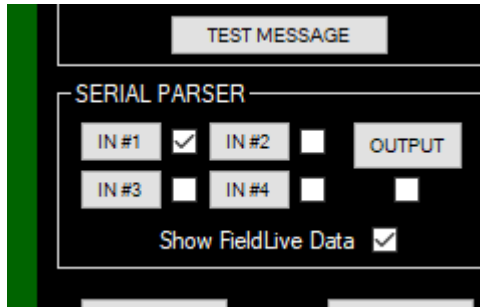 TEST MESSAGE
SERIAL PARSER
IN #1 IN #2 OUTPUT
IN #3 IN #4
Show FieldLive Data